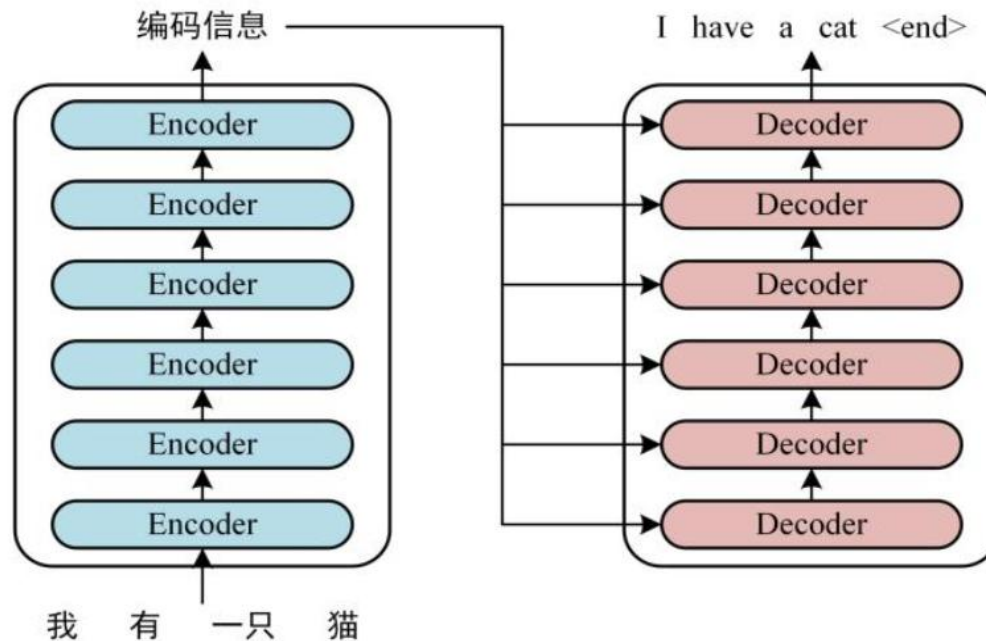 编码信息
I have a cat <end>
Encoder
Encoder
Encoder
Encoder
Encoder
Encoder
Decoder
Decoder
Decoder
Decoder
Decoder
Decoder
我 有 一只 猫